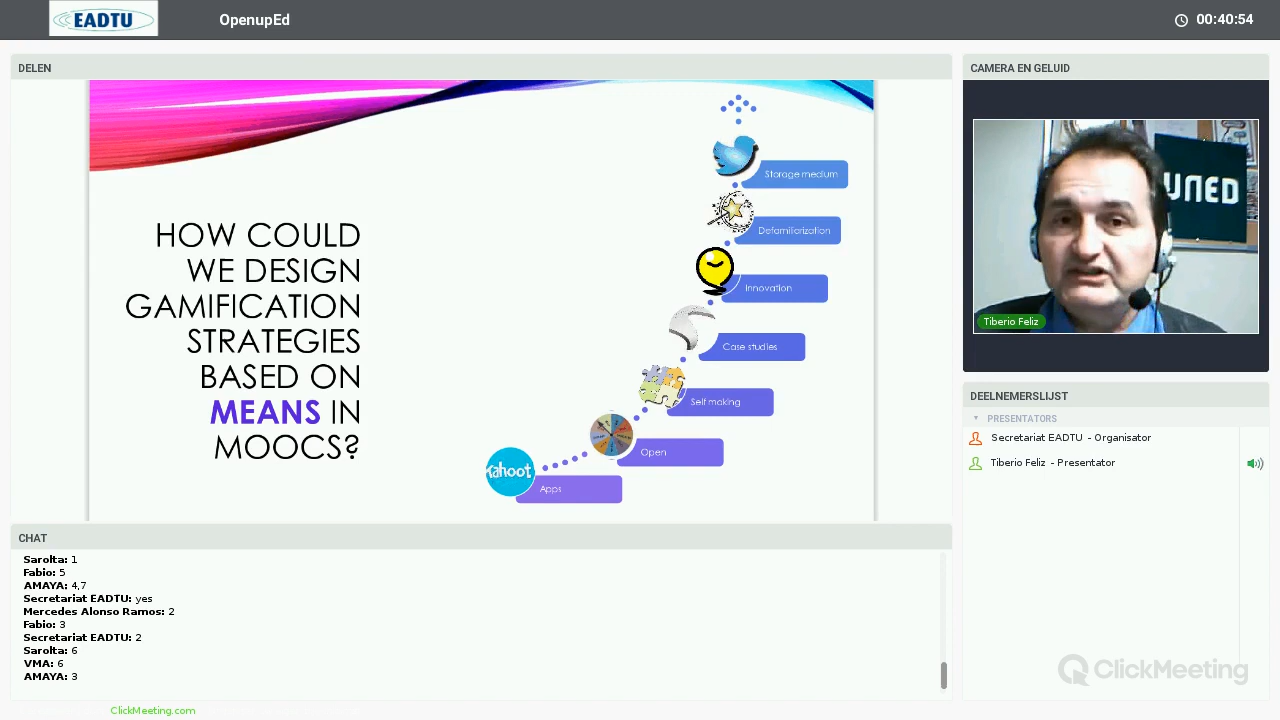 EADTU
OpenupEd
00:40:54
DELEN
HOW COULD
WE DESIGN
GAMIFICATION
STRATEGIES
BASED ON
MEANS IN
MOOCS?
Storage medium
Defamiliarization
Innovation
Case studies
Self making
Open
Kahoot
Apps
CAMERA EN GELUID
UNED
Tiberio Feliz
DEELNEMERSLIJST
PRESENTATORS
Secretariat EADTU - Organisator
Tiberio Feliz - Presentator
CHAT
Sarolta: 1
Fabio: 5
AMAYA: 4,7
Secretariat EADTU: yes
Mercedes Alonso Ramos: 2
Fabio: 3
Secretariat EADTU: 2
Sarolta: 6
VMA: 6
AMAYA: 3
ClickMeeting
ClickMeeting.com